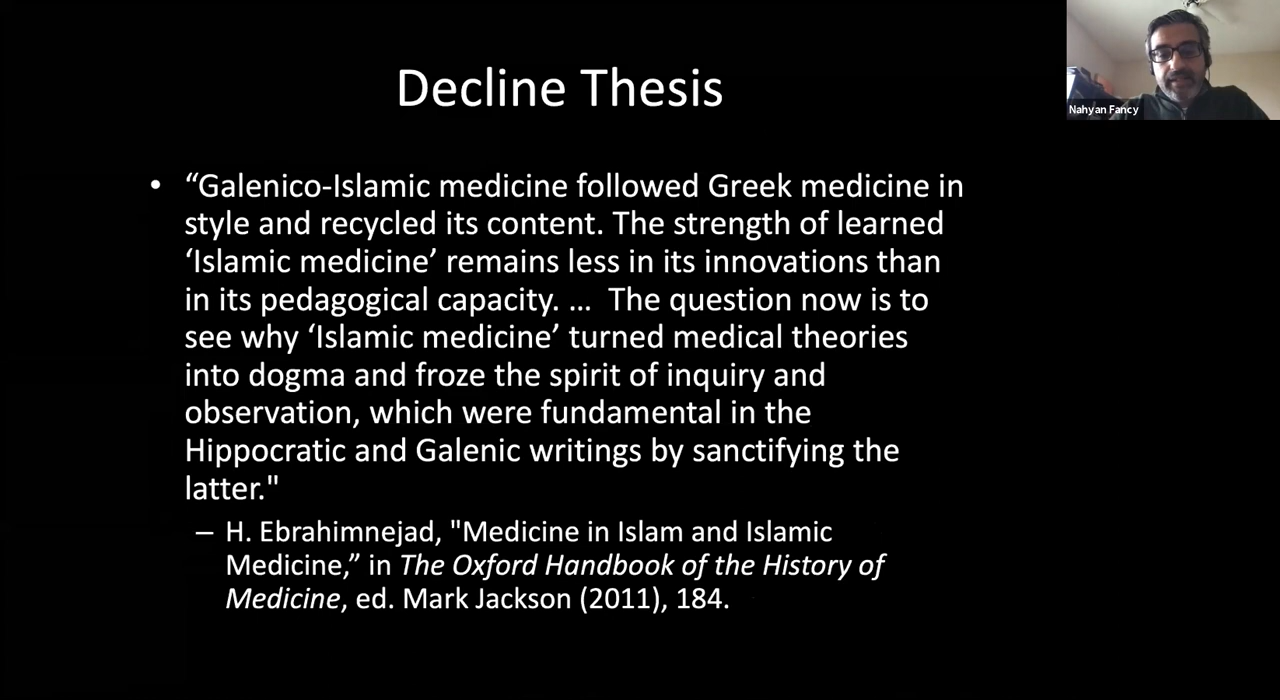 Decline Thesis
Nahyan Fancy
• “Galenico-Islamic medicine followed Greek medicine in
style and recycled its content. The strength of learned
‘Islamic medicine’ remains less in its innovations than
in its pedagogical capacity. … The question now is to
see why ‘Islamic medicine’ turned medical theories
into dogma and froze the spirit of inquiry and
observation, which were fundamental in the
Hippocratic and Galenic writings by sanctifying the
latter."
– H. Ebrahimnejad, "Medicine in Islam and Islamic
Medicine,” in The Oxford Handbook of the History of
Medicine, ed. Mark Jackson (2011), 184.